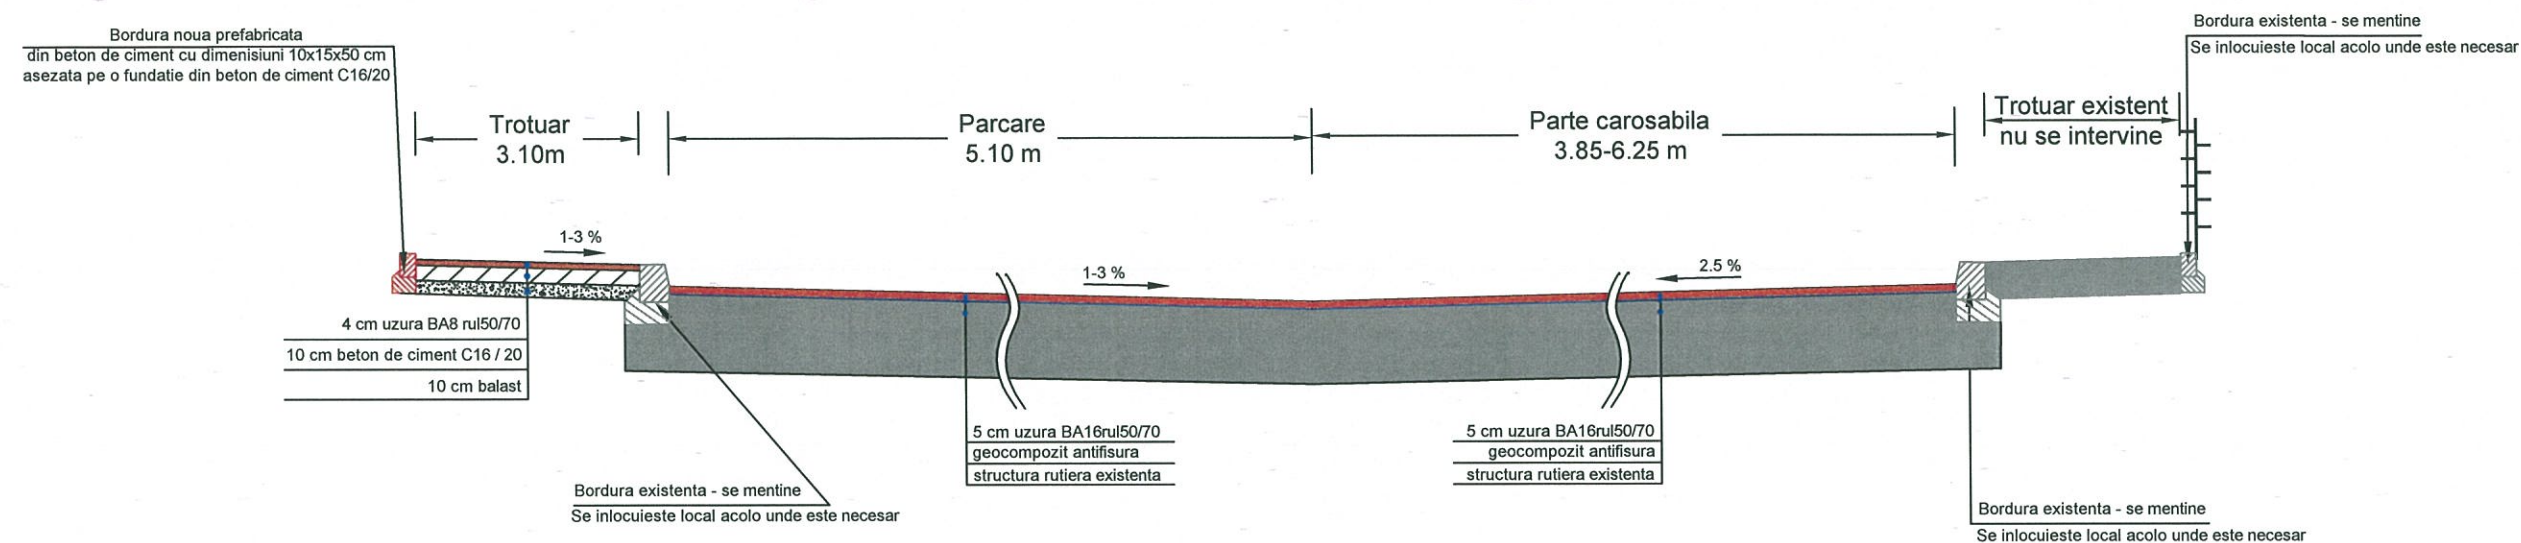 Bordura noua prefabricata
din beton de ciment cu dimenisiuni 10x15x50 cm
asezata pe o fundatie din beton de ciment C16/20
Bordura existenta - se mentine
Se inlocuieste local acolo unde este necesar
Trotuar
3.10m
Parcare
5.10 m
Parte carosabila
3.85-6.25 m
Trotuar existent
nu se intervine
1-3 %
1-3 %
2.5 %
4 cm uzura BA8 rul50/70
10 cm beton de ciment C16 / 20
10 cm balast
5 cm uzura BA16rul50/70
geocompozit antifisura
structura rutiera existenta
5 cm uzura BA16rul50/70
geocompozit antifisura
structura rutiera existenta
Bordura existenta - se mentine
Se inlocuieste local acolo unde este necesar
Bordura existenta - se mentine
Se inlocuieste local acolo unde este necesar